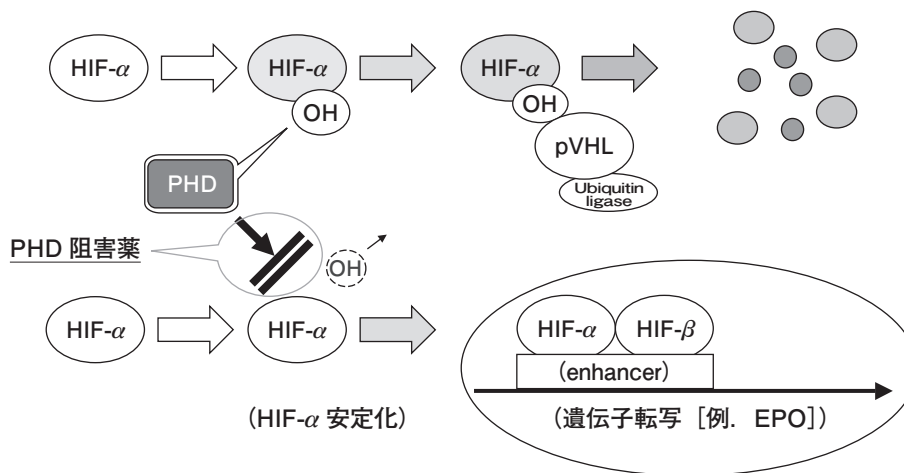 HIF-α
HIF-α
OH
HIF-α
OH
pVHL
Ubiquitin
ligase
PHD
PHD 阻害薬
OH
HIF-α
HIF-α
HIF-α
HIF-β
(enhancer)
(HIF-α 安定化)
(遺伝子転写［例．EPO］)